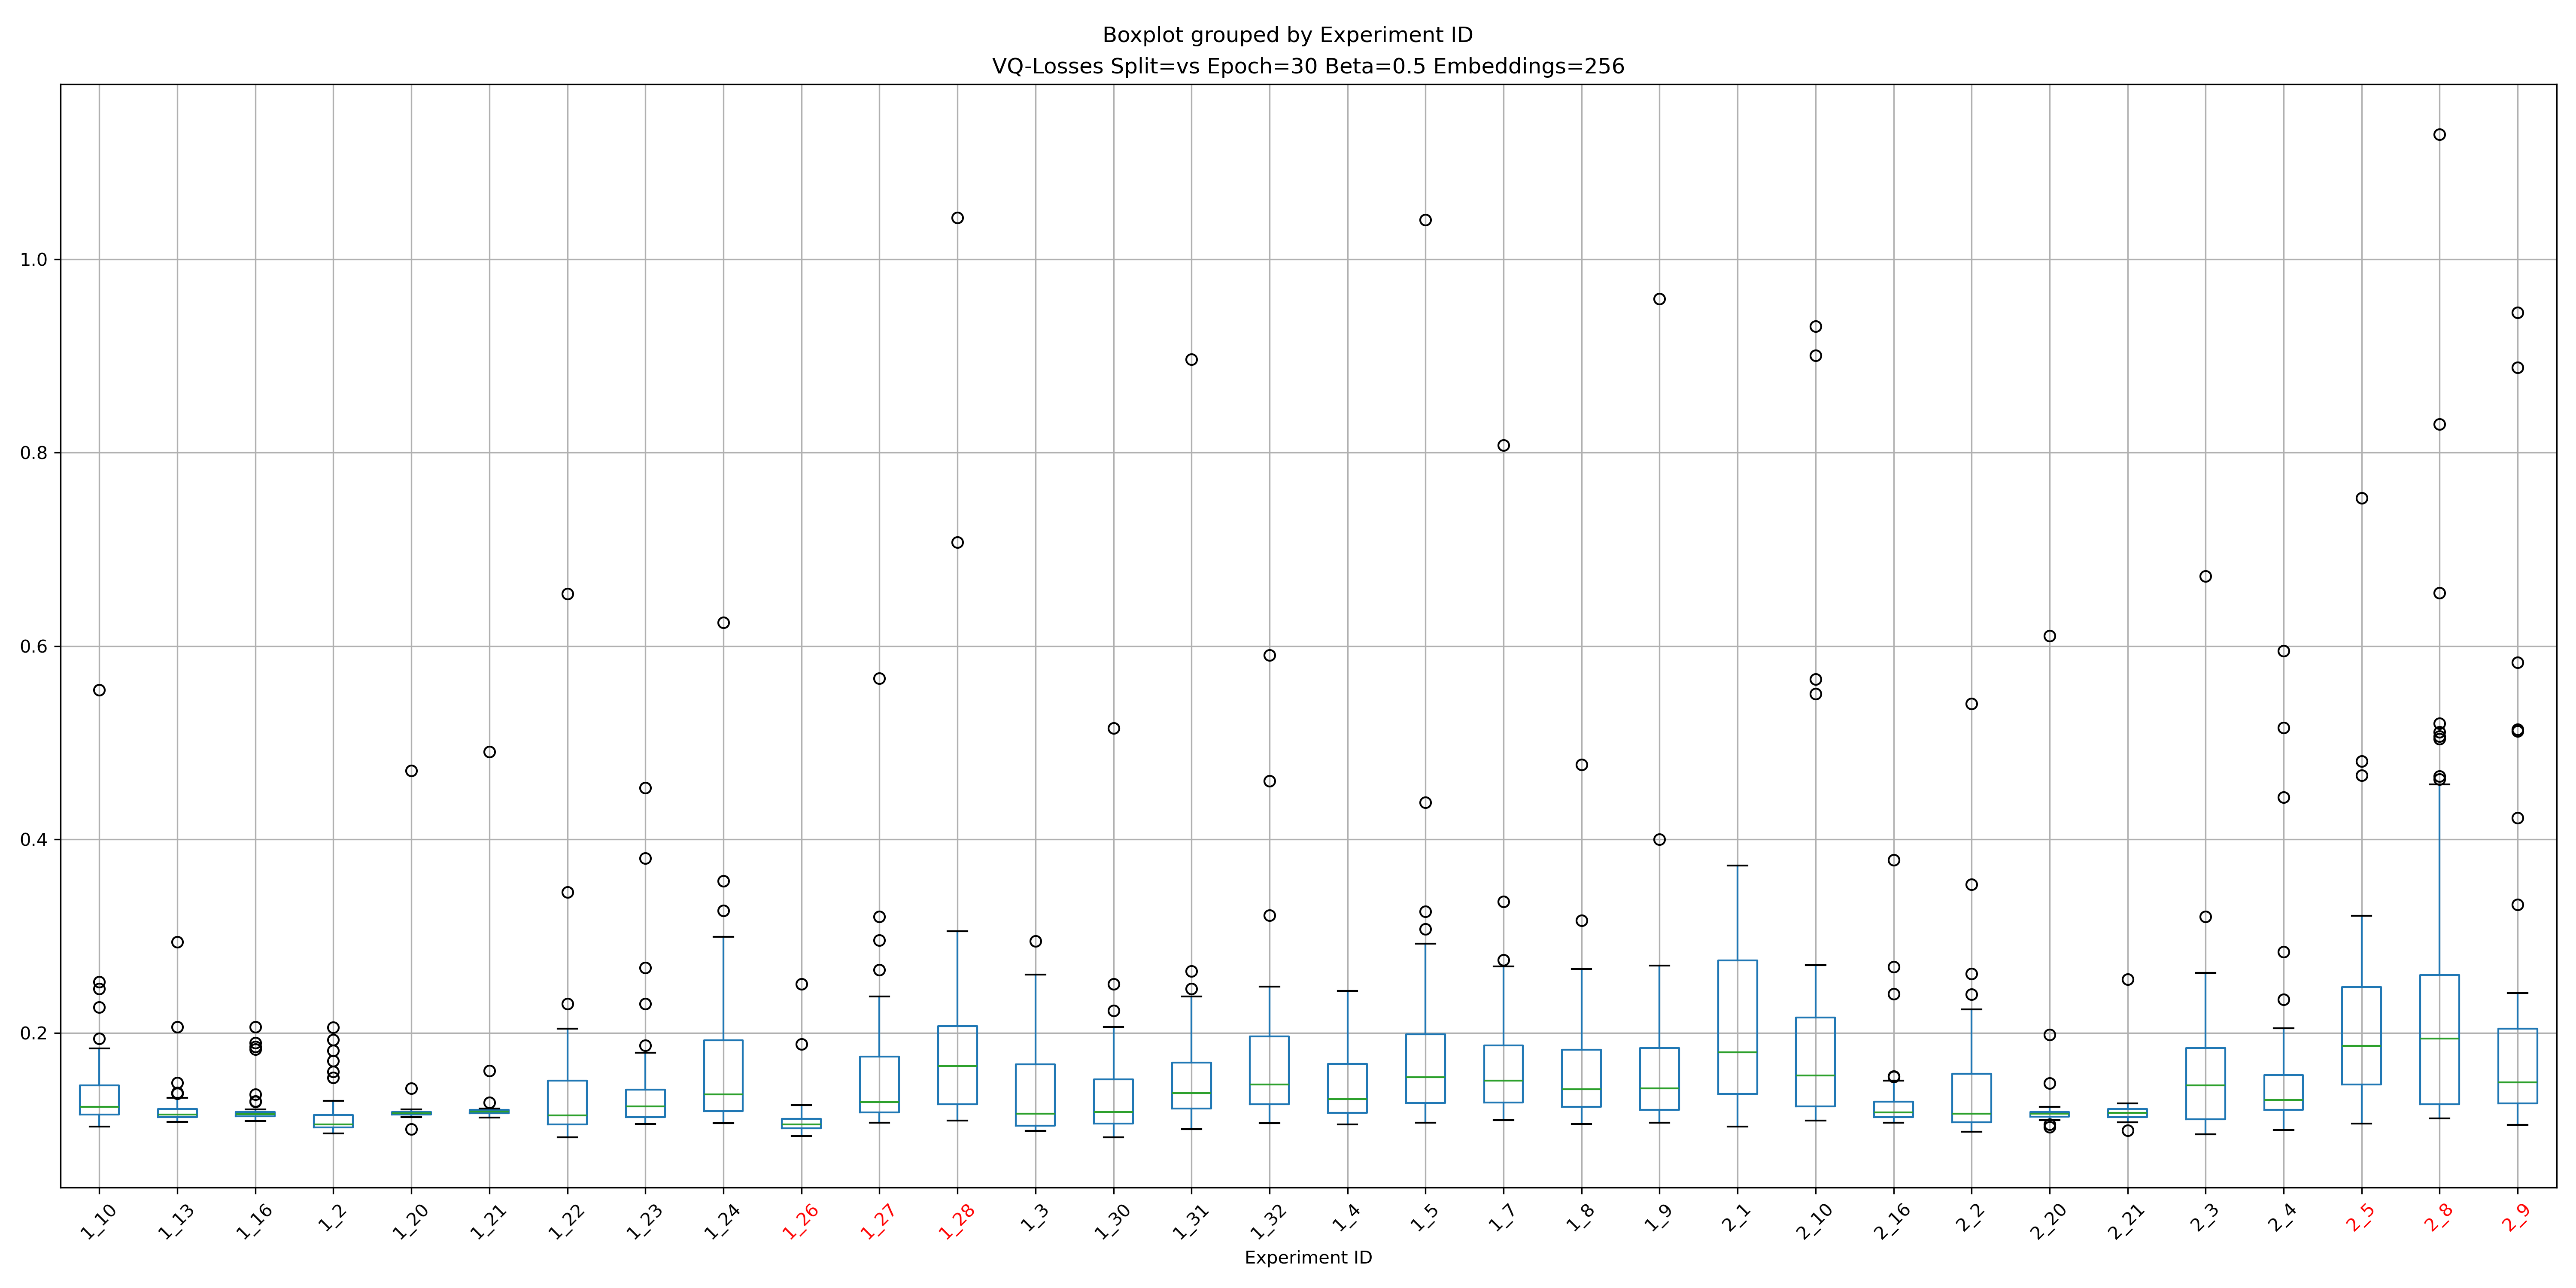 Boxplot grouped by Experiment ID
VQ-Losses Split=vs Epoch=30 Beta=0.5 Embeddings=256
1.0
0.8
0.6
0.4
0.2
1_10 1_13 1_16 1_2 1_20 1_21 1_22 1_23 1_24 1_26 1_27 1_28 1_3 1_30 1_31 1_32 1_4 1_5 1_7 1_8 1_9 2_1 2_10 2_16 2_2 2_20 2_21 2_3 2_4 2_5 2_8 2_9
Experiment ID